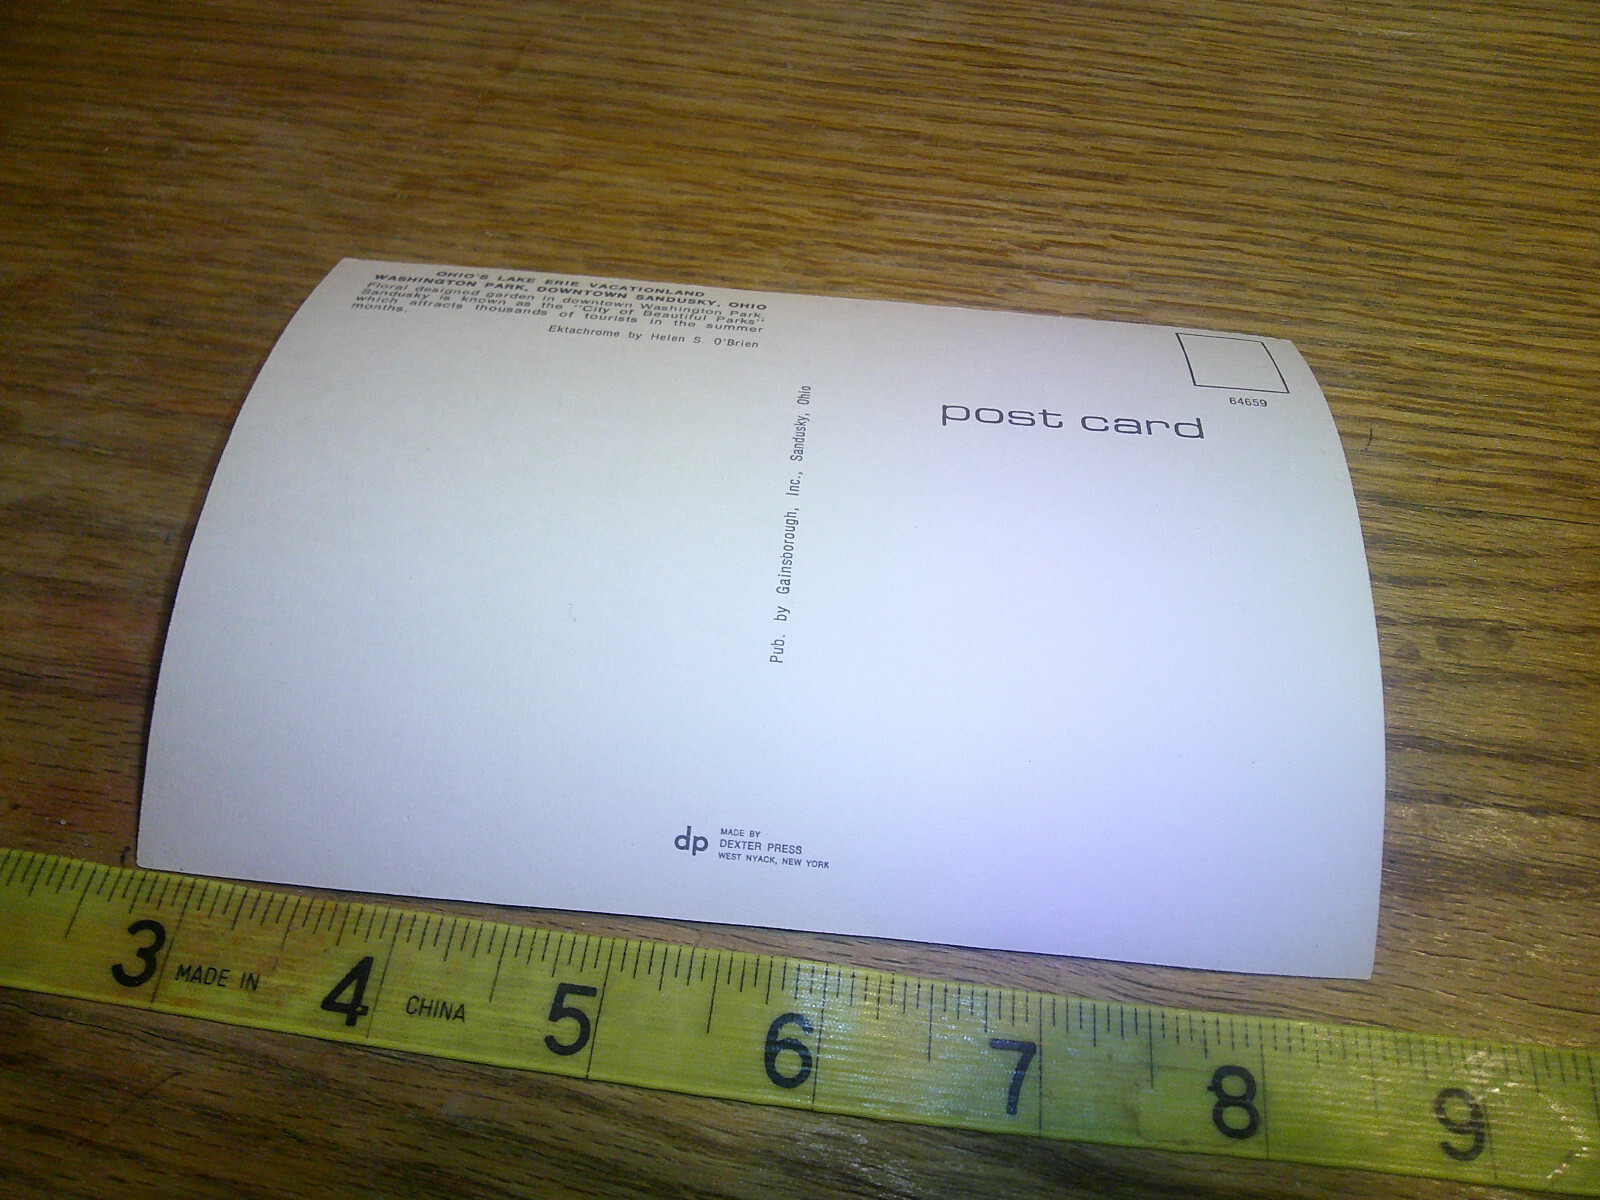 OHIO'S LAKE ERIE VACATIONLAND
WASHINGTON PARK, DOWNTOWN SANDUSKY, OHIO
Floral designed garden in downtown Washington Park.
Sandusky is known as the "City of Beautiful Parks"
which attracts thousands of tourists in the summer
months.
Ektachrome by Helen S. O'Brien
64659
post card
Pub. by Gainsborough, Inc., Sandusky, Ohio
dp
MADE BY
DEXTER PRESS
WEST NYACK, NEW YORK
3 MADE IN 4 CHINA 5 6 7 8 9